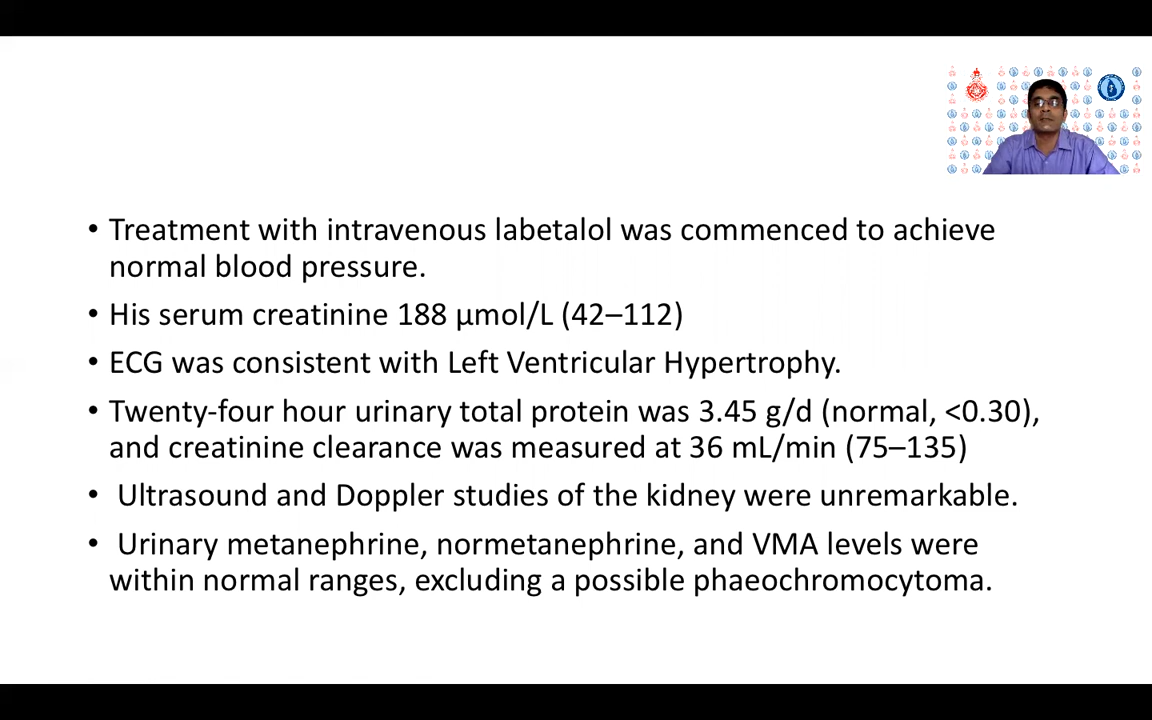 • Treatment with intravenous labetalol was commenced to achieve
normal blood pressure.
• His serum creatinine 188 µmol/L (42–112)
• ECG was consistent with Left Ventricular Hypertrophy.
• Twenty-four hour urinary total protein was 3.45 g/d (normal, <0.30),
and creatinine clearance was measured at 36 mL/min (75–135)
• Ultrasound and Doppler studies of the kidney were unremarkable.
• Urinary metanephrine, normetanephrine, and VMA levels were
within normal ranges, excluding a possible phaeochromocytoma.